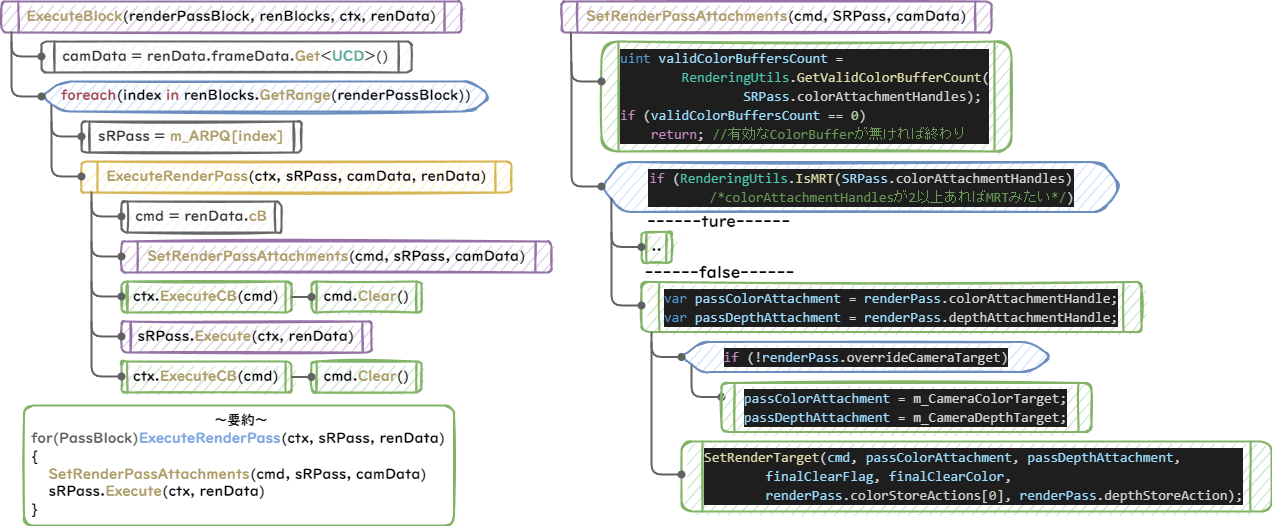 ExecuteBlock(renderPassBlock, renBlocks, ctx, renData)
camData = renData.frameData.Get<UCD>()
foreach(index in renBlocks.GetRange(renderPassBlock))
sRPass = m_ARPQ[index]
ExecuteRenderPass(ctx, sRPass, camData, renData)
cmd = renData.cB
SetRenderPassAttachments(cmd, sRPass, camData)
ctx.ExecuteCB(cmd)
cmd.Clear()
sRPass.Execute(ctx, renData)
ctx.ExecuteCB(cmd)
cmd.Clear()
～要約～
for(PassBlock)ExecuteRenderPass(ctx, sRPass, renData)
{
SetRenderPassAttachments(cmd, sRPass, camData)
sRPass.Execute(ctx, renData)
}
SetRenderPassAttachments(cmd, SRPass, camData)
uint validColorBuffersCount =
RenderingUtils.GetValidColorBufferCount(
SRPass.colorAttachmentHandles);
if (validColorBuffersCount == 0)
return; //有効なColorBufferが無ければ終わり
if (RenderingUtils.IsMRT(SRPass.colorAttachmentHandles)
/*colorAttachmentHandlesが2以上あればMRTみたい*/)
------ture------
..
------false------
var passColorAttachment = renderPass.colorAttachmentHandle;
var passDepthAttachment = renderPass.depthAttachmentHandle;
if (!renderPass.overrideCameraTarget)
passColorAttachment = m_CameraColorTarget;
passDepthAttachment = m_CameraDepthTarget;
SetRenderTarget(cmd, passColorAttachment, passDepthAttachment,
finalClearFlag, finalClearColor,
renderPass.colorStoreActions[0], renderPass.depthStoreAction);